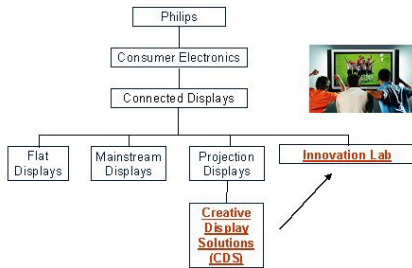 Philips
Consumer Electronics
Connected Displays
Flat
Displays
Mainstream
Displays
Projection
Displays
Innovation Lab
Creative
Display
Solutions
(CDS)